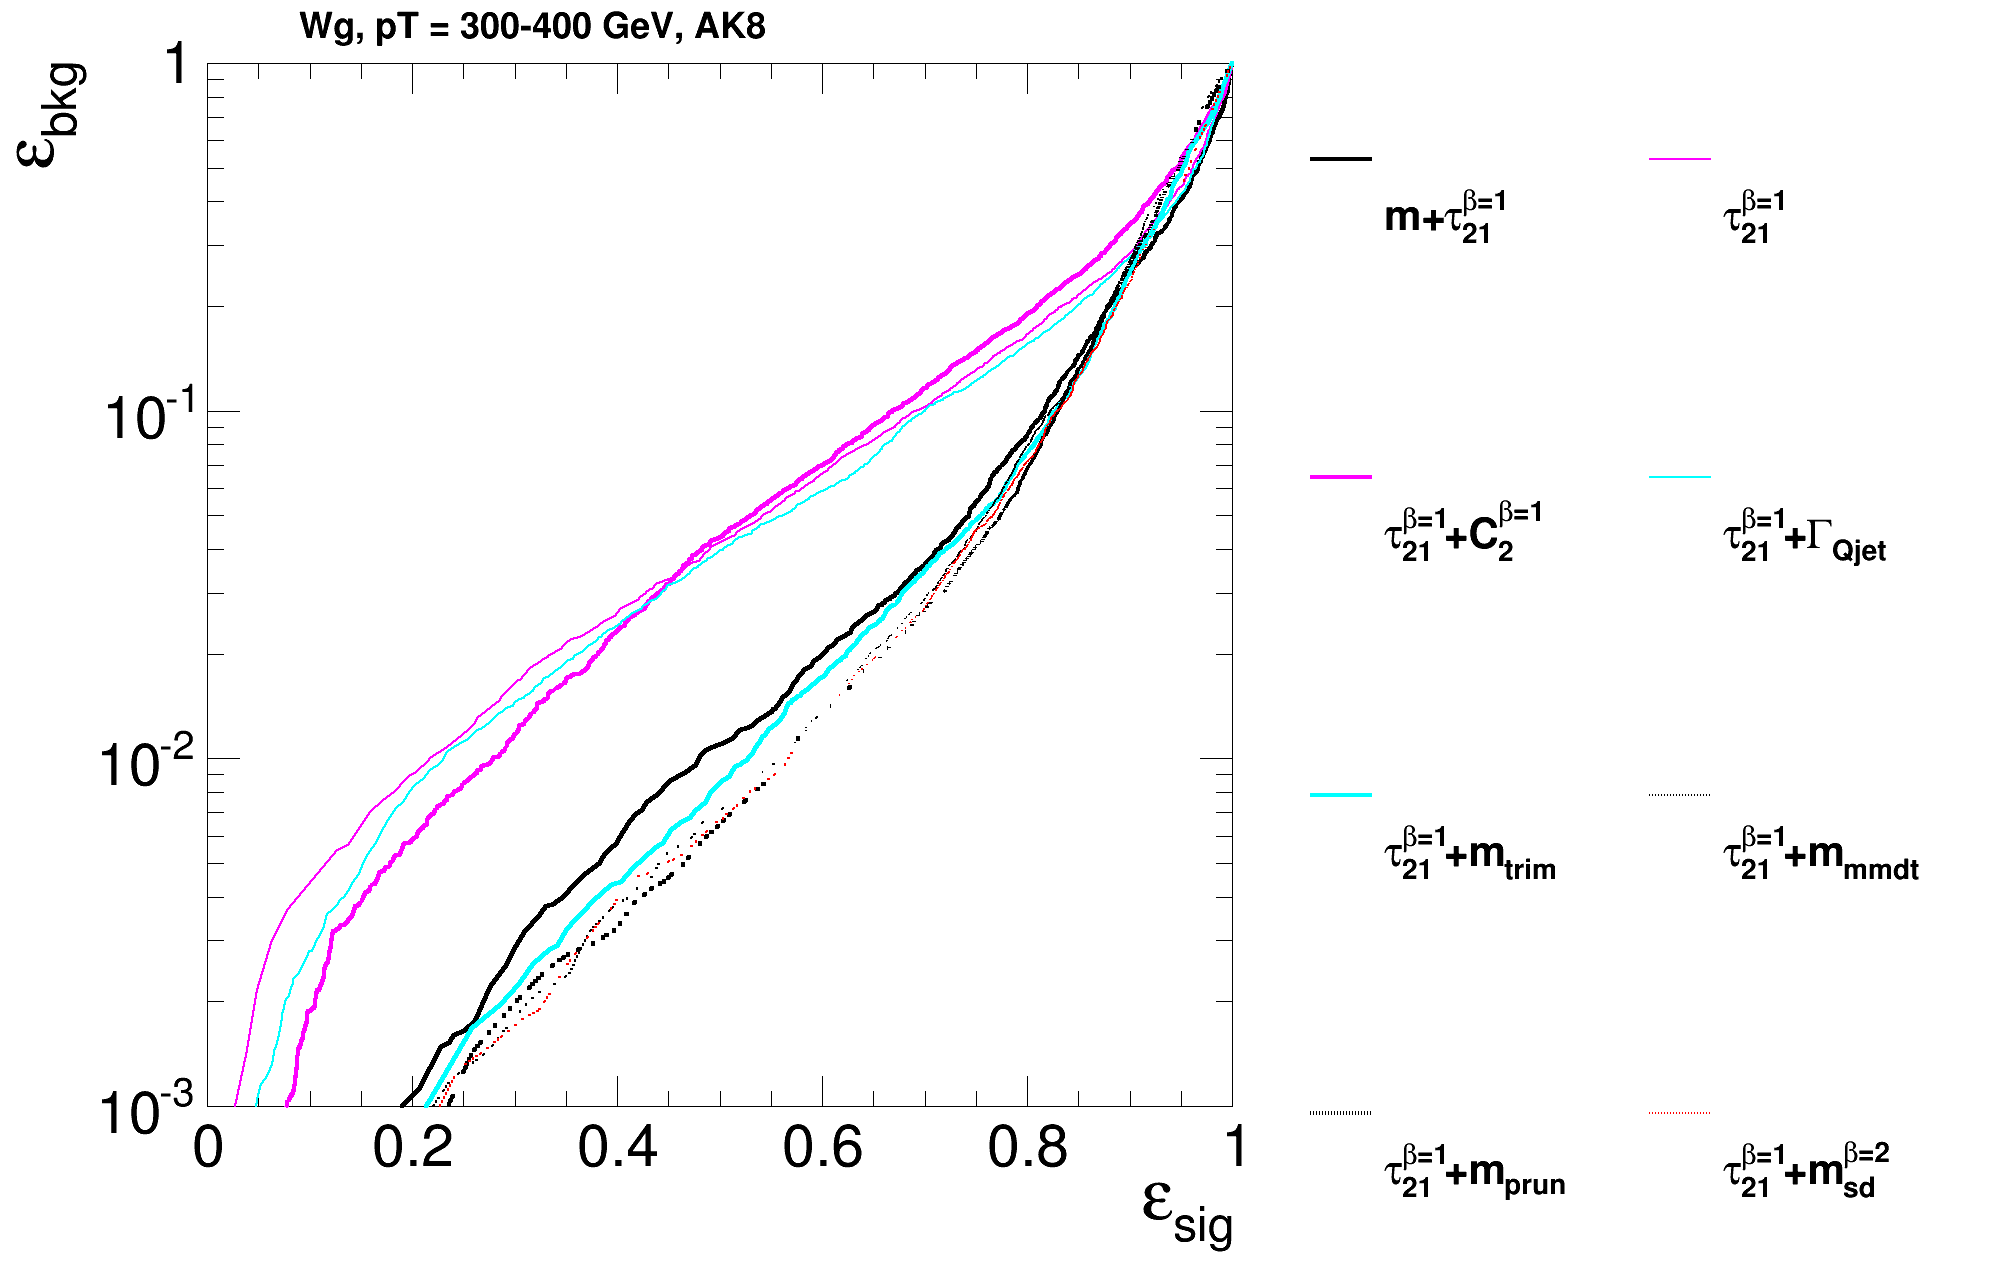 Wg, pT = 300-400 GeV, AK8
ε_bkg
1
10^-1
10^-2
10^-3
0 0.2 0.4 0.6 0.8 1
ε_sig
m+τ_21^β=1
τ_21^β=1
τ_21^β=1+C_2^β=1
τ_21^β=1+Γ_Qjet
τ_21^β=1+m_trim
τ_21^β=1+m_mmdt
τ_21^β=1+m_prun
τ_21^β=1+m_sd^β=2